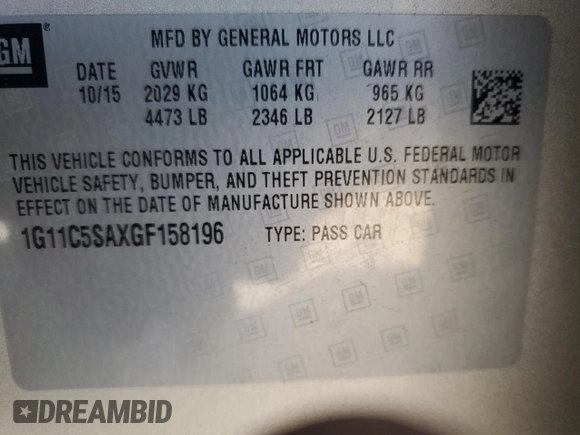 GM
MFD BY GENERAL MOTORS LLC
DATE GVWR GAWR FRT GAWR RR
10/15 2029 KG 1064 KG 965 KG
4473 LB 2346 LB 2127 LB
THIS VEHICLE CONFORMS TO ALL APPLICABLE U.S. FEDERAL MOTOR
VEHICLE SAFETY, BUMPER, AND THEFT PREVENTION STANDARDS IN
EFFECT ON THE DATE OF MANUFACTURE SHOWN ABOVE.
1G11C5SAXGF158196 TYPE: PASS CAR
DREAMBID